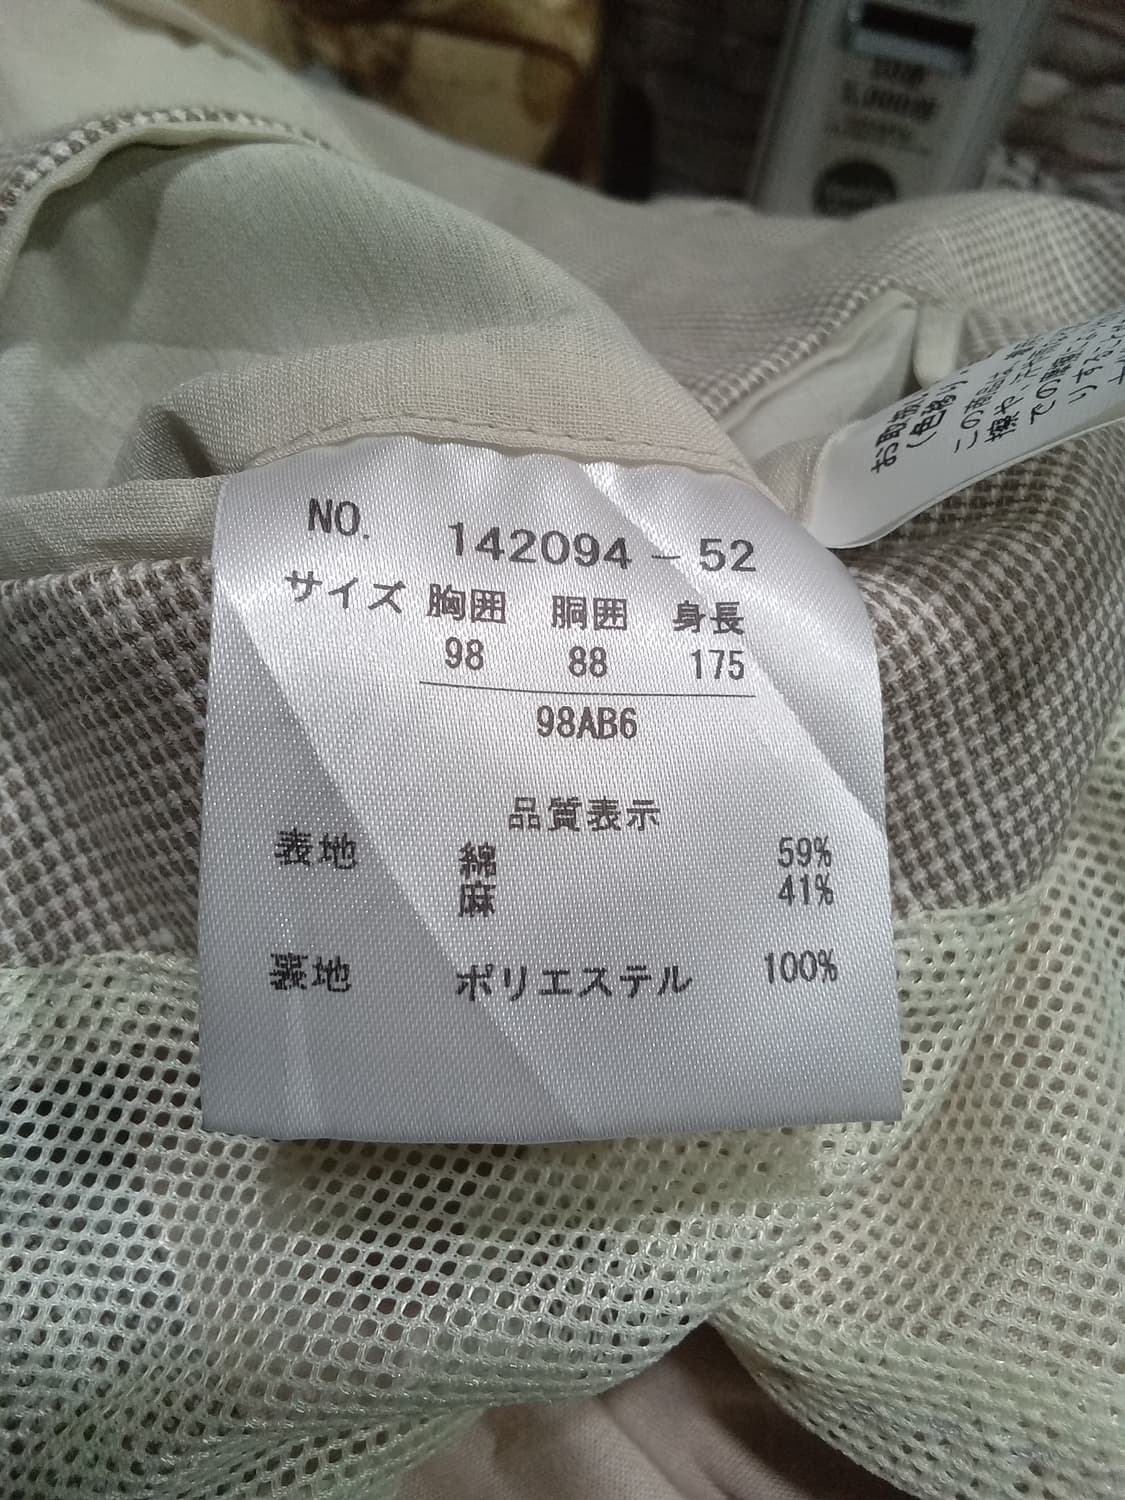 NO. 142094-52
サイズ 胸囲 胴囲 身長
98 88 175
98AB6
品質表示
表地 綿 59%
麻 41%
裏地 ポリエステル 100%